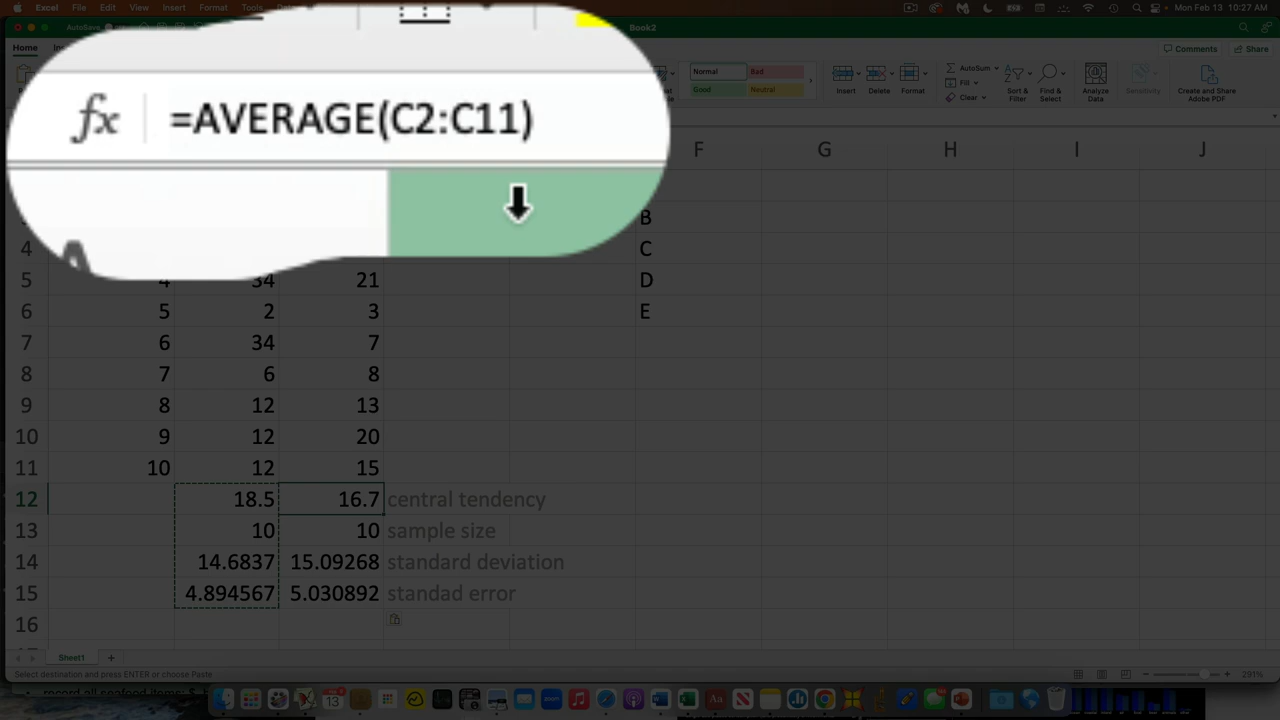 Excel File Edit View Insert Format Tools
Mon Feb 13 10:27 AM
AutoSave
Book2
Home
Comments
Share
Normal
Bad
Good
Neutral
Insert
Delete
Format
AutoSum
Fill
Clear
Sort & Filter
Find & Select
Analyze Data
Sensitivity
Create and Share Adobe PDF
fx =AVERAGE(C2:C11)
F G H I J
B
4 C
5 4 34 21 D
6 5 2 3 E
7 6 34 7
8 7 6 8
9 8 12 13
10 9 12 20
11 10 12 15
12 18.5 16.7 central tendency
13 10 10 sample size
14 14.6837 15.09268 standard deviation
15 4.894567 5.030892 standad error
16
Sheet1
Select destination and press ENTER or choose Paste
291%